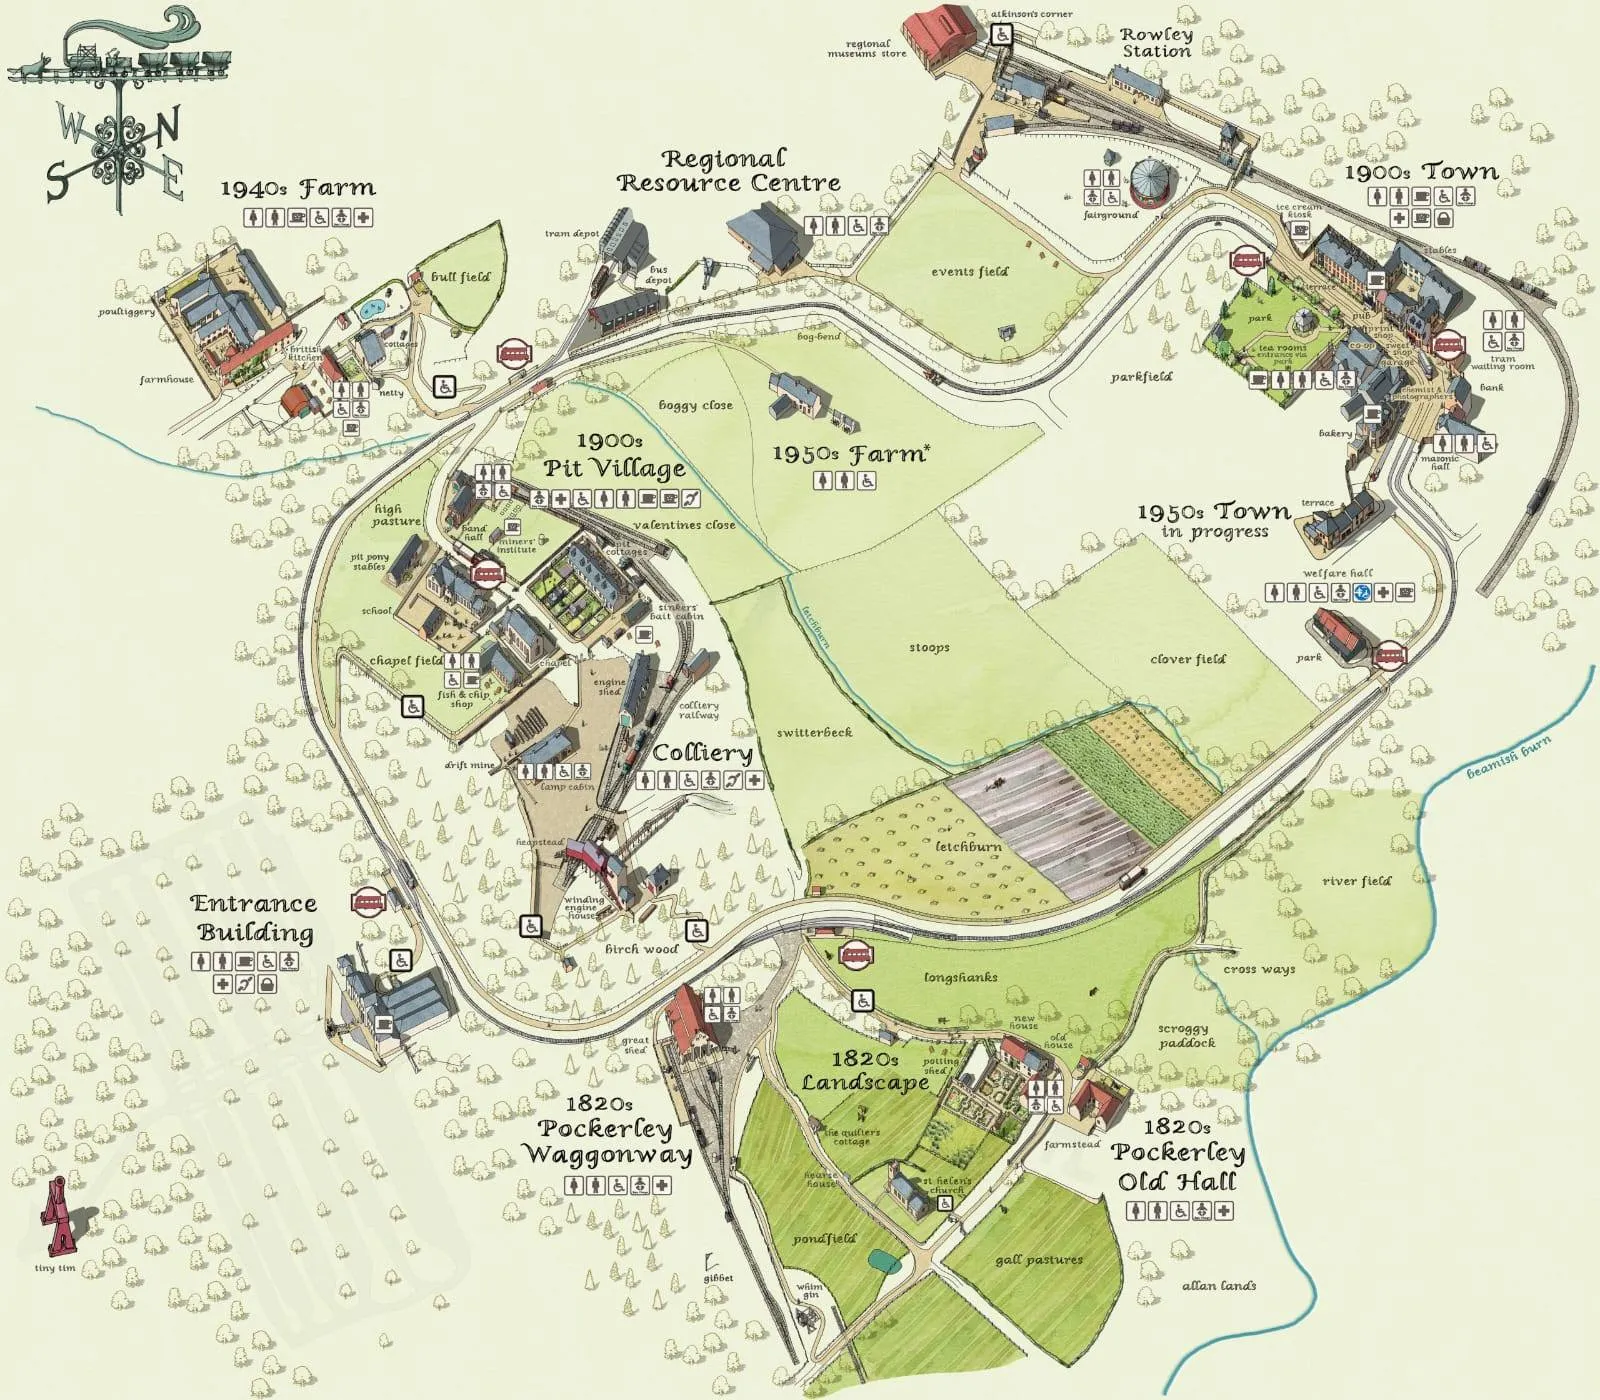 W N
S E
atkinson's corner
regional
museums store
Rowley
Station
Regional
Resource Centre
1940s Farm
1900s Town
fairground
ice cream
kiosk
stables
tram depot
bus
depot
bull field
events field
poultiggery
british
kitchen
cottages
farmhouse
netty
bog-bend
parkfield
terrace
park
pub
print
shop
tea rooms
entrance via
park
co-op
sweet
shop
garage
tram
waiting room
chemist &
photographers
bank
bakery
masonic
hall
boggy close
1900s
Pit Village
1950s Farm*
high
pasture
band
hall
miners'
institute
valentines close
pit
cottages
pit pony
stables
school
sinkers'
bait cabin
letchburn
1950s Town
in progress
terrace
welfare hall
park
stoops
clover field
chapel field
chapel
fish & chip
shop
engine
shed
colliery
railway
switterbeck
Colliery
drift mine
lamp cabin
heapstead
winding
engine
house
birch wood
letchburn
beamish burn
river field
Entrance
Building
longshanks
cross ways
scroggy
paddock
great
shed
new
house
old
house
potting
shed
1820s
Landscape
1820s
Pockerley
Waggonway
the quilter's
cottage
farmstead
1820s
Pockerley
Old Hall
hearse
house
st helen's
church
pondfield
gall pastures
allan lands
gibbet
whim
gin
tiny tim